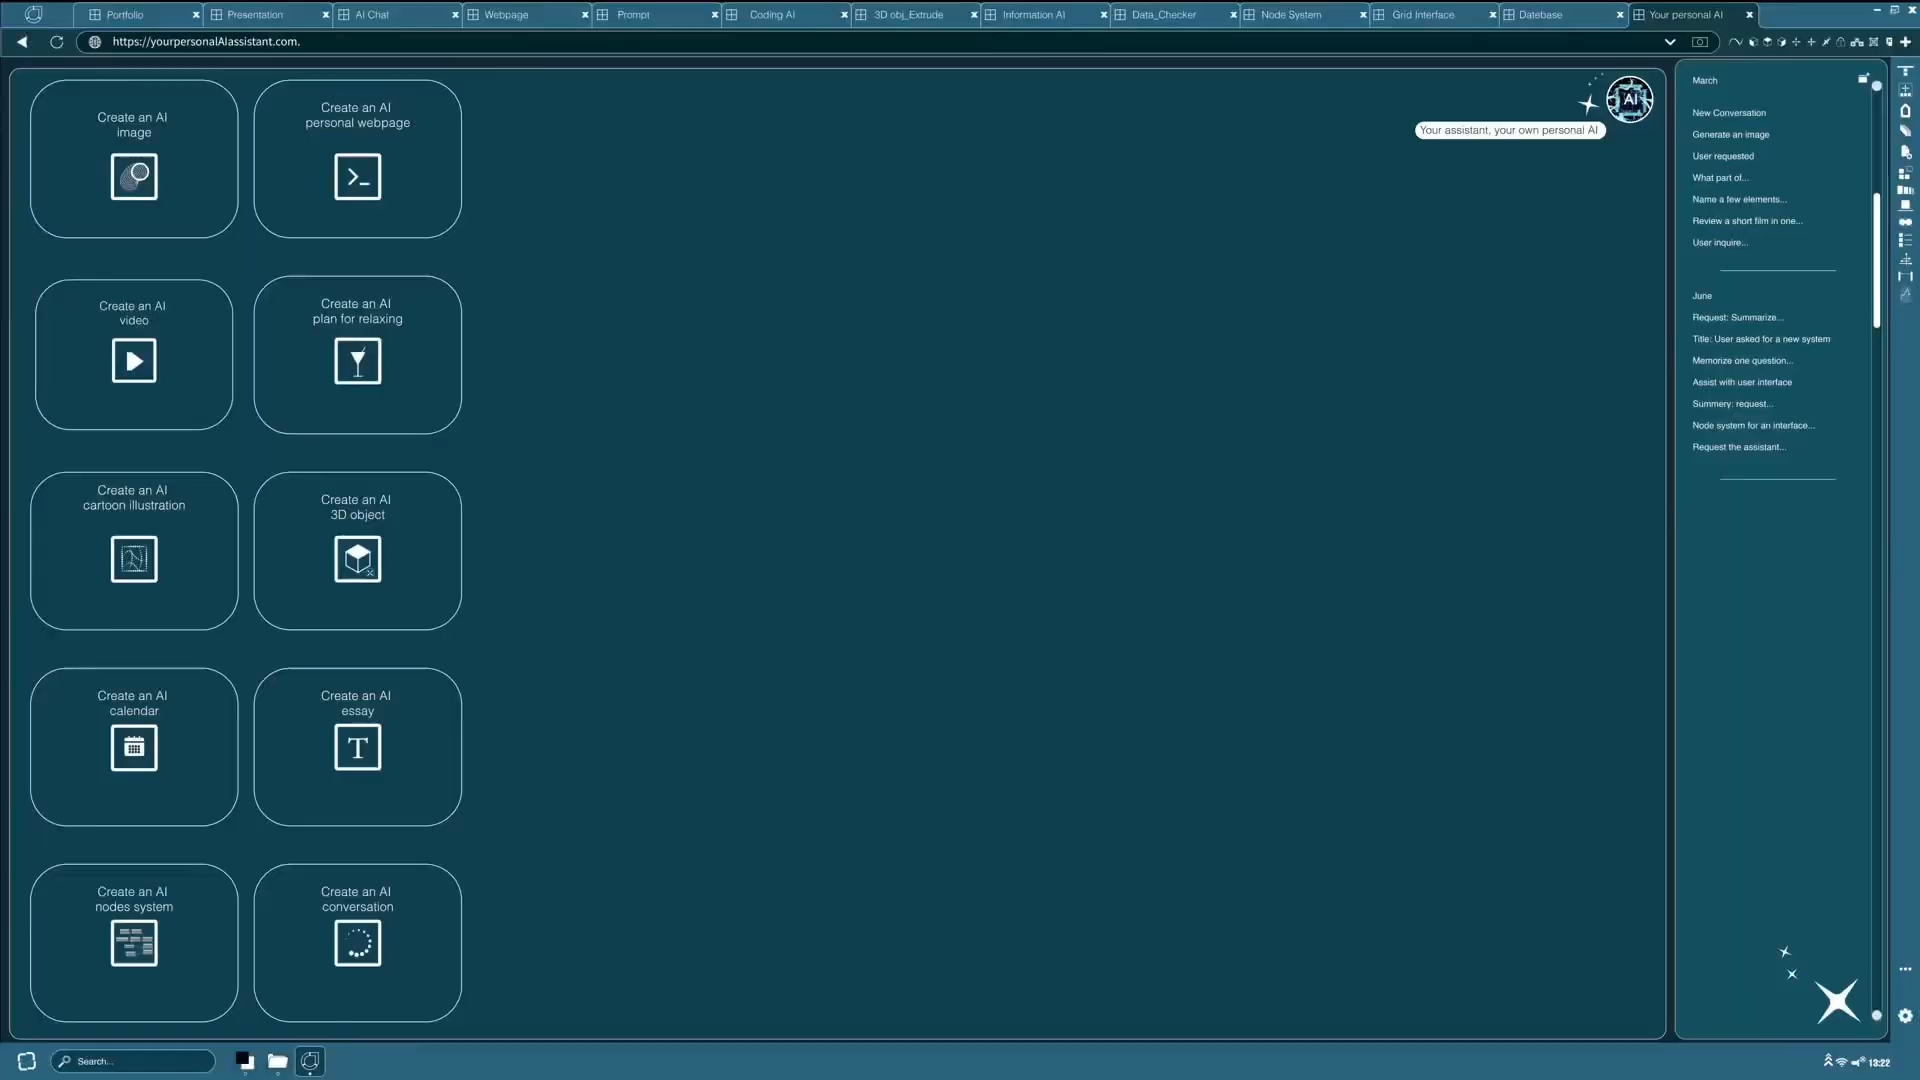 Portfolio
Presentation
AI Chat
Webpage
Prompt
Coding AI
3D obj_Extrude
Information AI
Data_Checker
Node System
Grid Interface
Datebase
Your personal AI
https://yourpersonalAIassistant.com.
Create an AI
image
Create an AI
personal webpage
Create an AI
video
Create an AI
plan for relaxing
Create an AI
cartoon illustration
Create an AI
3D object
Create an AI
calendar
Create an AI
essay
T
Create an AI
nodes system
Create an AI
conversation
AI
Your assistant, your own personal AI
March
New Conversation
Generate an image
User requested
What part of...
Name a few elements...
Review a short film in one...
User inquire...
June
Request: Summarize...
Title: User asked for a new system
Memorize one question...
Assist with user interface
Summery: request...
Node system for an interface...
Request the assistant...
Search...
13:22